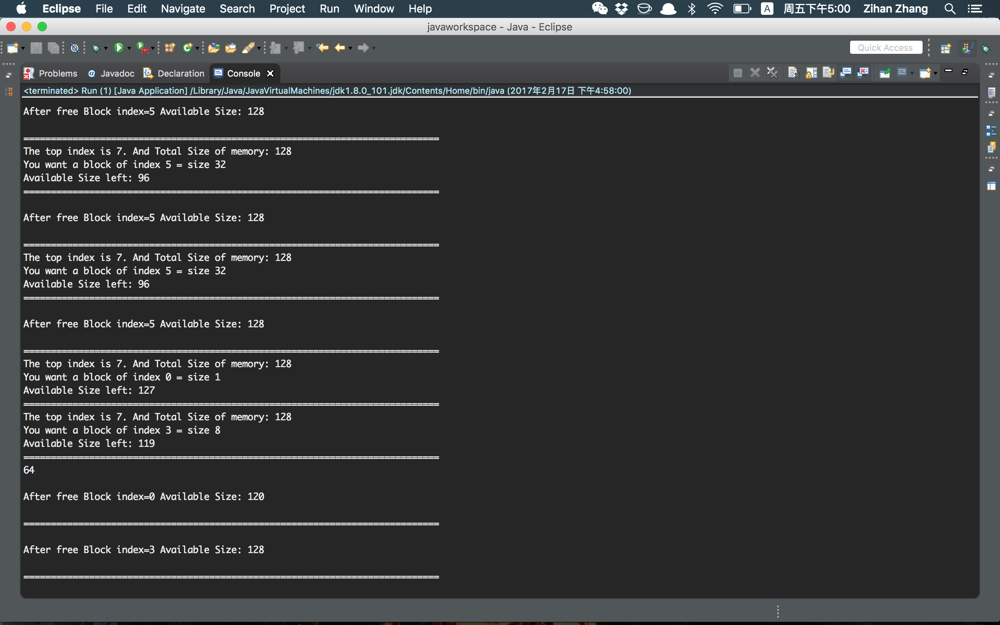 Eclipse File Edit Navigate Search Project Run Window Help A 周五下午5:00 Zihan Zhang
javaworkspace - Java - Eclipse
Quick Access
Problems @ Javadoc Declaration Console
<terminated> Run (1) [Java Application] /Library/Java/JavaVirtualMachines/jdk1.8.0_101.jdk/Contents/Home/bin/java (2017年2月17日 下午4:58:00)
After free Block index=5 Available Size: 128
============================================================================
The top index is 7. And Total Size of memory: 128
You want a block of index 5 = size 32
Available Size left: 96
============================================================================
After free Block index=5 Available Size: 128
============================================================================
The top index is 7. And Total Size of memory: 128
You want a block of index 5 = size 32
Available Size left: 96
============================================================================
After free Block index=5 Available Size: 128
============================================================================
The top index is 7. And Total Size of memory: 128
You want a block of index 0 = size 1
Available Size left: 127
============================================================================
The top index is 7. And Total Size of memory: 128
You want a block of index 3 = size 8
Available Size left: 119
============================================================================
64
After free Block index=0 Available Size: 120
============================================================================
After free Block index=3 Available Size: 128
============================================================================